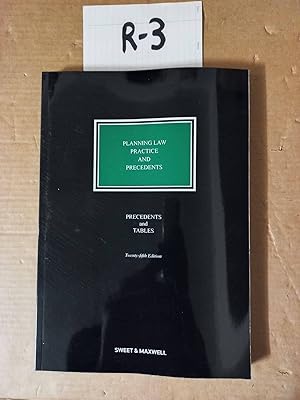 R-3
PLANNING LAW
PRACTICE
AND
PRECEDENTS
PRECEDENTS
and
TABLES
Twenty-fifth Edition
SWEET & MAXWELL